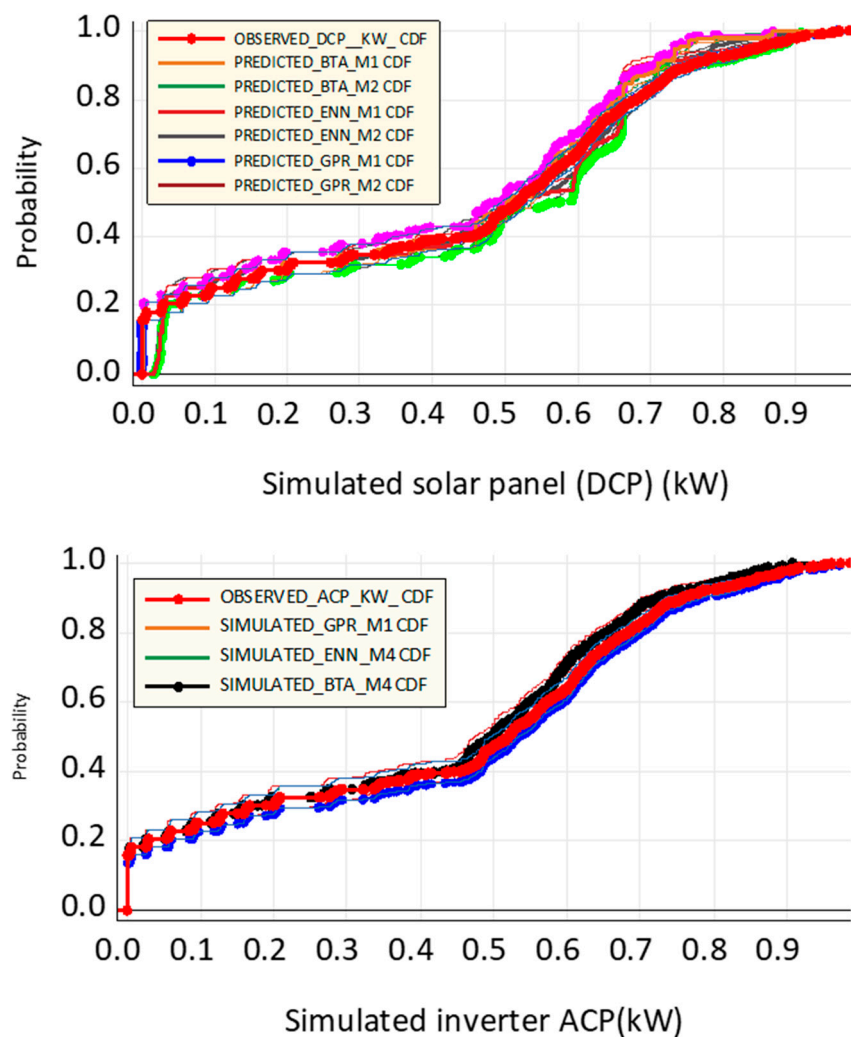 1.0
0.8
0.6
0.4
0.2
0.0
Probability
OBSERVED_DCP__KW_ CDF
PREDICTED_BTA_M1 CDF
PREDICTED_BTA_M2 CDF
PREDICTED_ENN_M1 CDF
PREDICTED_ENN_M2 CDF
PREDICTED_GPR_M1 CDF
PREDICTED_GPR_M2 CDF
0.0 0.1 0.2 0.3 0.4 0.5 0.6 0.7 0.8 0.9
Simulated solar panel (DCP) (kW)
1.0
0.8
0.6
0.4
0.2
0.0
Probability
OBSERVED_ACP_KW_ CDF
SIMULATED_GPR_M1 CDF
SIMULATED_ENN_M4 CDF
SIMULATED_BTA_M4 CDF
0.0 0.1 0.2 0.3 0.4 0.5 0.6 0.7 0.8 0.9
Simulated inverter ACP(kW)